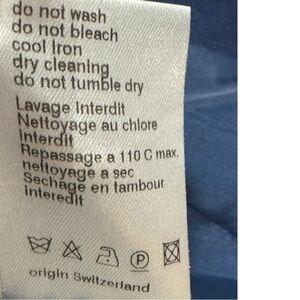 do not wash
do not bleach
cool iron
dry cleaning
do not tumble dry
Lavage Interdit
Nettoyage au chlore
Interdit
Repassage a 110 C max.
nettoyage a sec
Sechage en tambour
Interedit
P
origin Switzerland